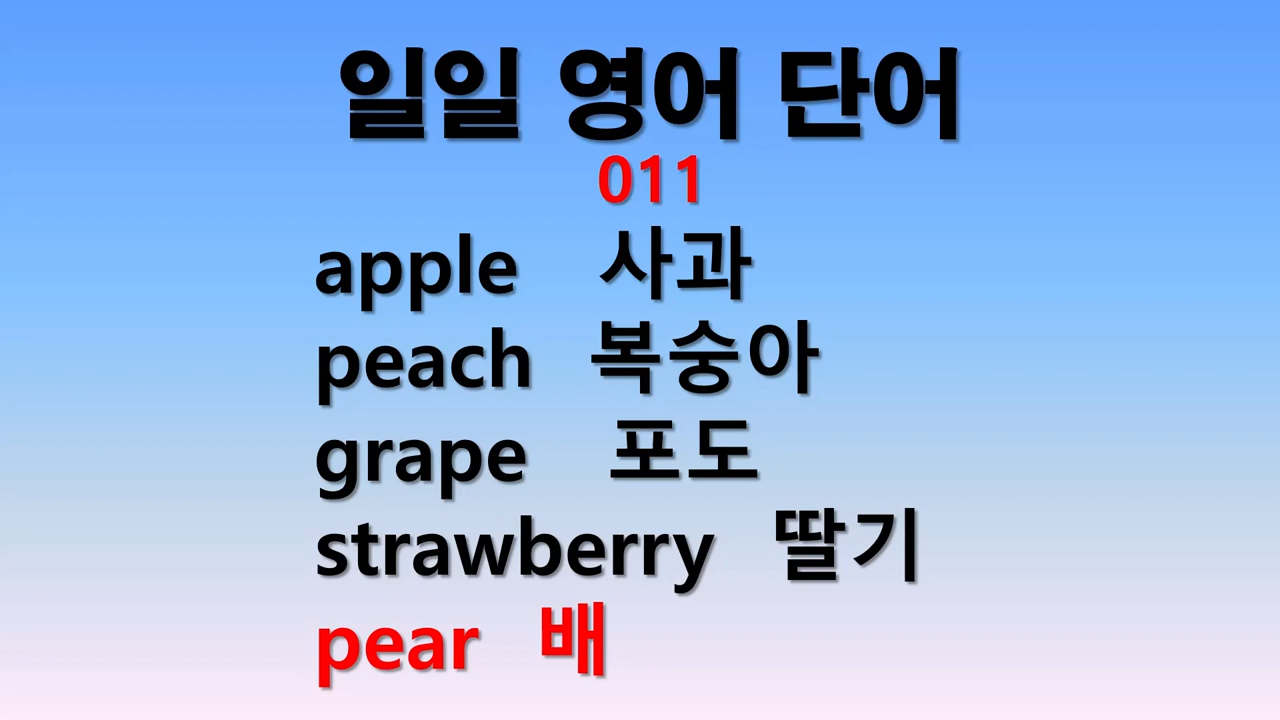 일일 영어 단어
011
apple 사과
peach 복숭아
grape 포도
strawberry 딸기
pear 배